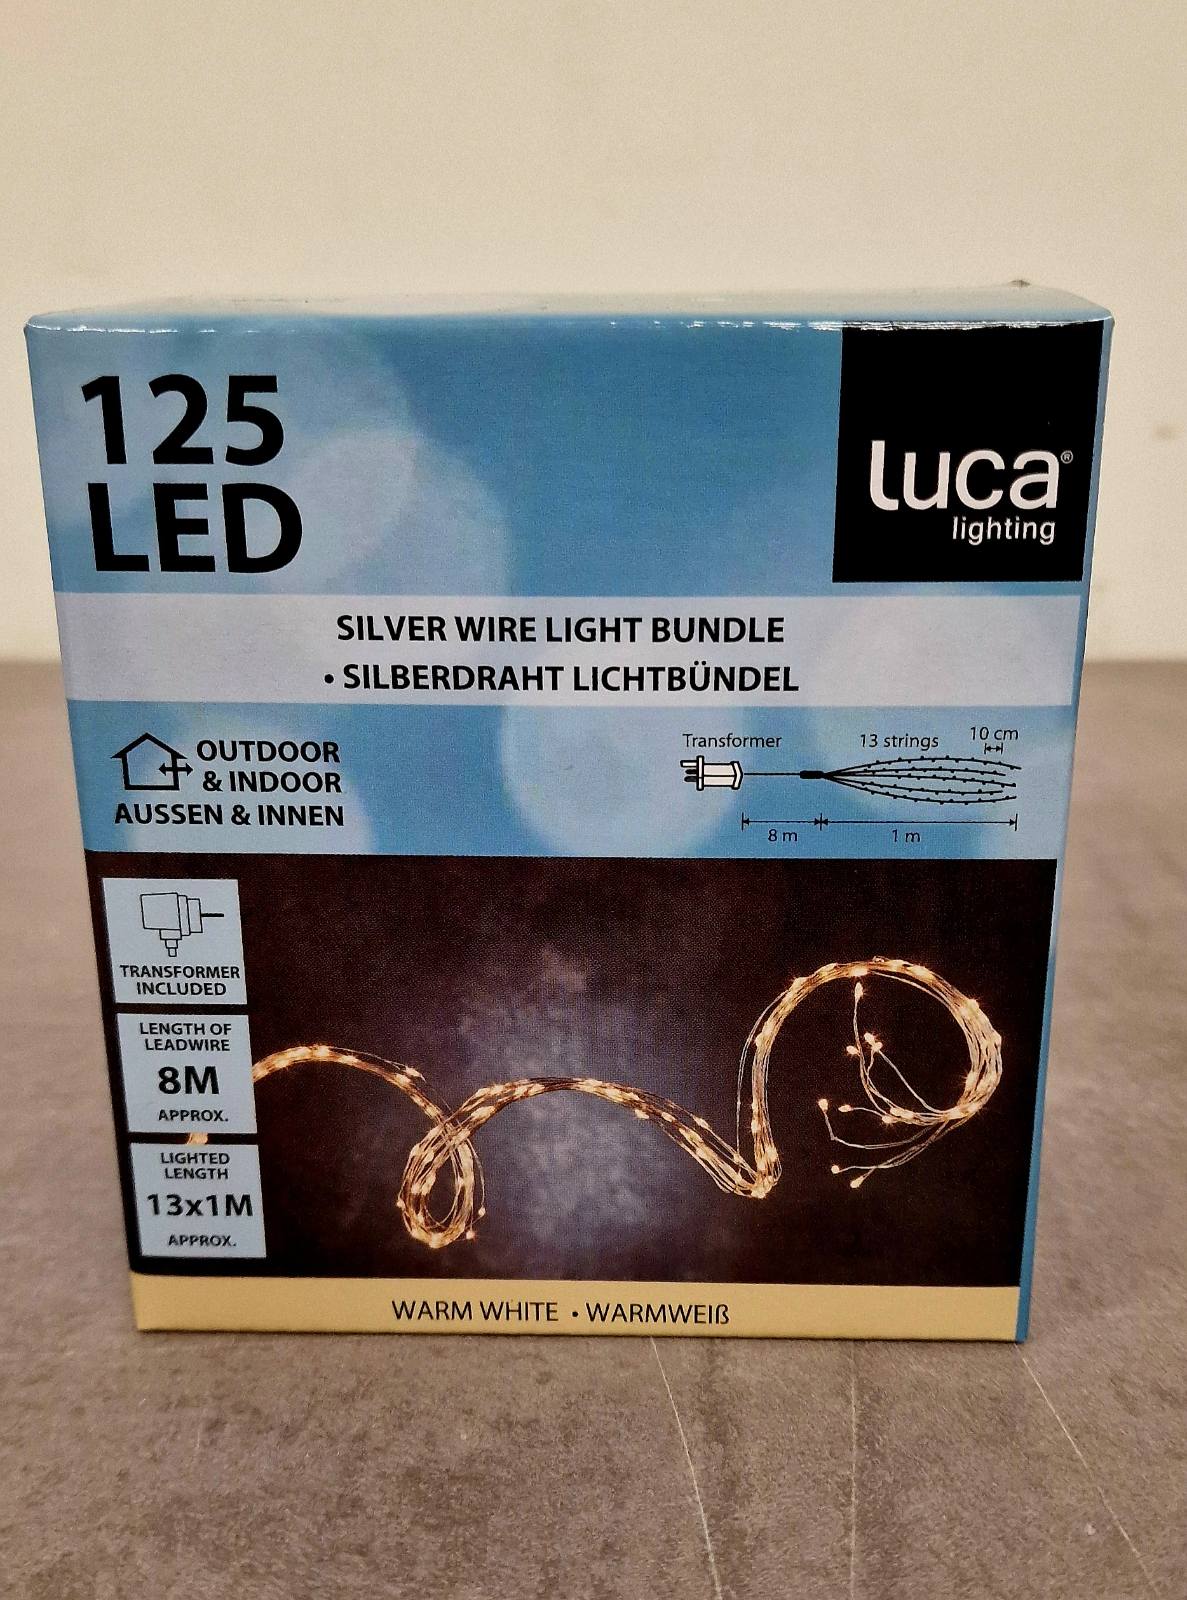 125
LED
luca®
lighting
SILVER WIRE LIGHT BUNDLE
• SILBERDRAHT LICHTBÜNDEL
OUTDOOR
& INDOOR
AUSSEN & INNEN
Transformer
13 strings
10 cm
8 m
1 m
TRANSFORMER
INCLUDED
LENGTH OF
LEADWIRE
8M
APPROX.
LIGHTED
LENGTH
13x1M
APPROX.
WARM WHITE • WARMWEIß